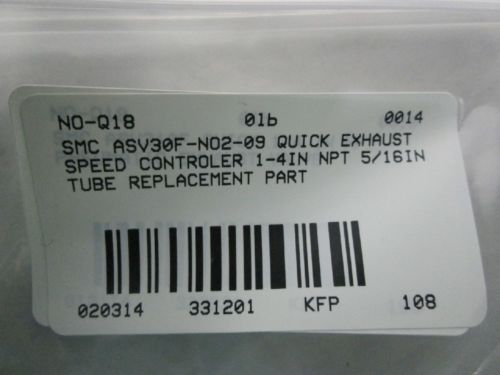 NO-Q18 01b 0014
SMC ASV30F-N02-09 QUICK EXHAUST
SPEED CONTROLER 1-4IN NPT 5/16IN
TUBE REPLACEMENT PART
020314 331201 KFP 108